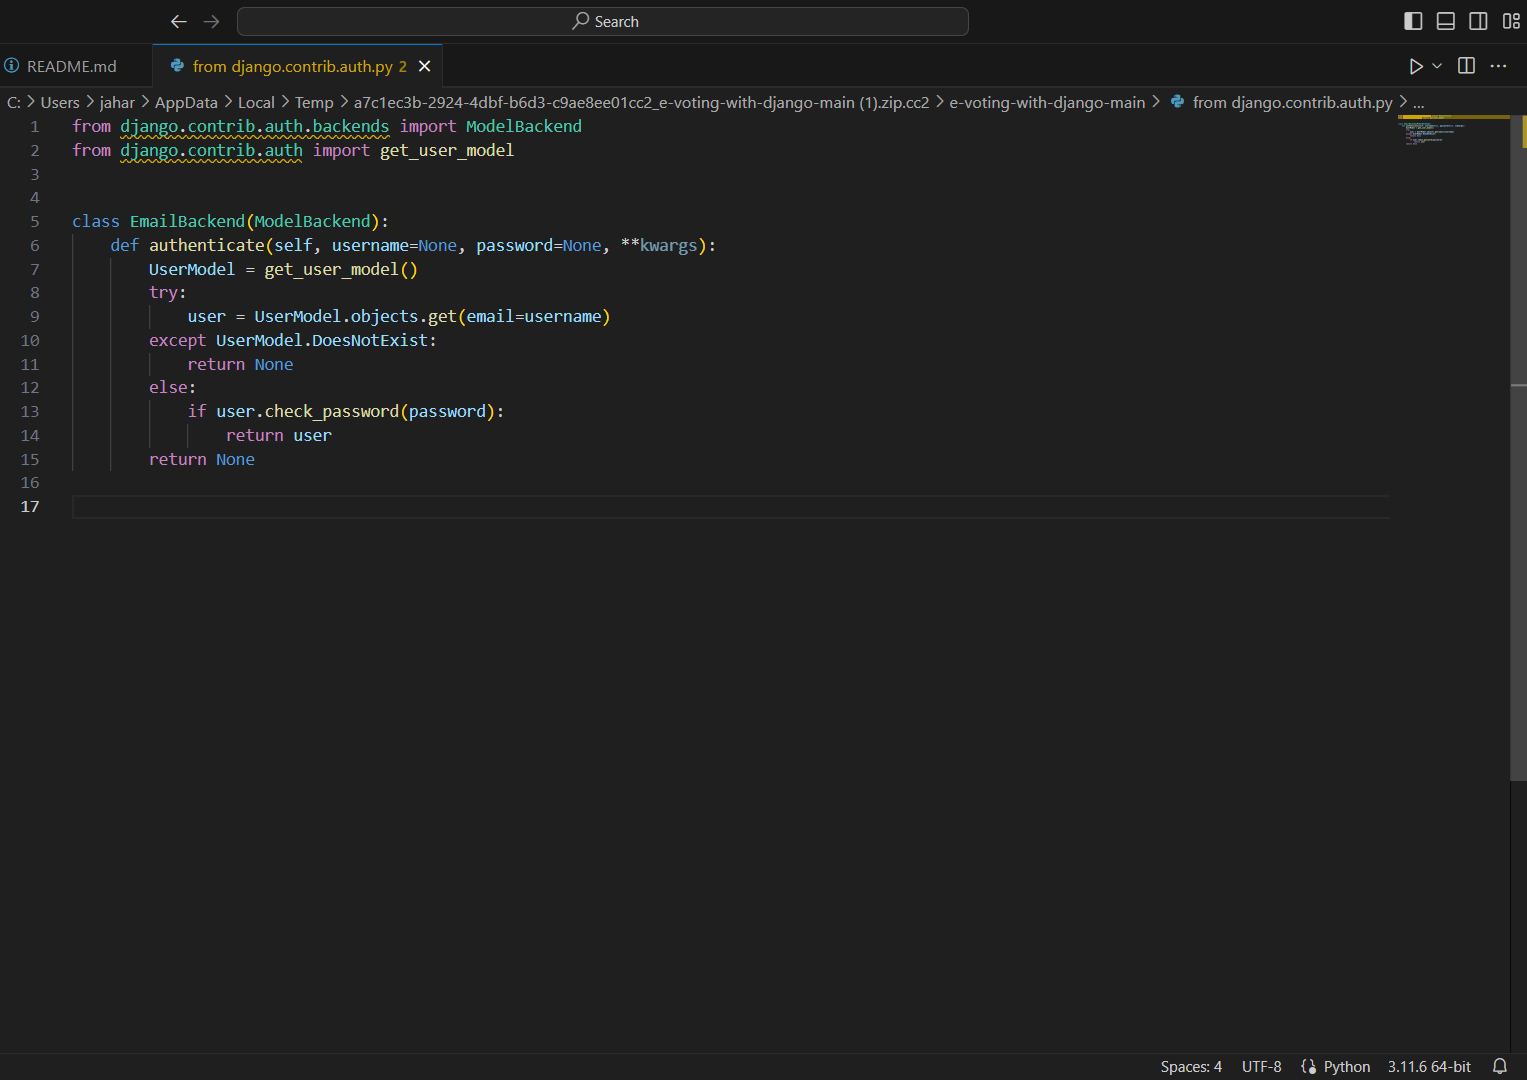 Search
README.md
from django.contrib.auth.py 2
C: > Users > jahar > AppData > Local > Temp > a7c1ec3b-2924-4dbf-b6d3-c9ae8ee01cc2_e-voting-with-django-main (1).zip.cc2 > e-voting-with-django-main > from django.contrib.auth.py > ...
1 from django.contrib.auth.backends import ModelBackend
2 from django.contrib.auth import get_user_model
3
4
5 class EmailBackend(ModelBackend):
6     def authenticate(self, username=None, password=None, **kwargs):
7         UserModel = get_user_model()
8         try:
9             user = UserModel.objects.get(email=username)
10         except UserModel.DoesNotExist:
11             return None
12         else:
13             if user.check_password(password):
14                 return user
15         return None
16
17
Spaces: 4 UTF-8 {} Python 3.11.6 64-bit